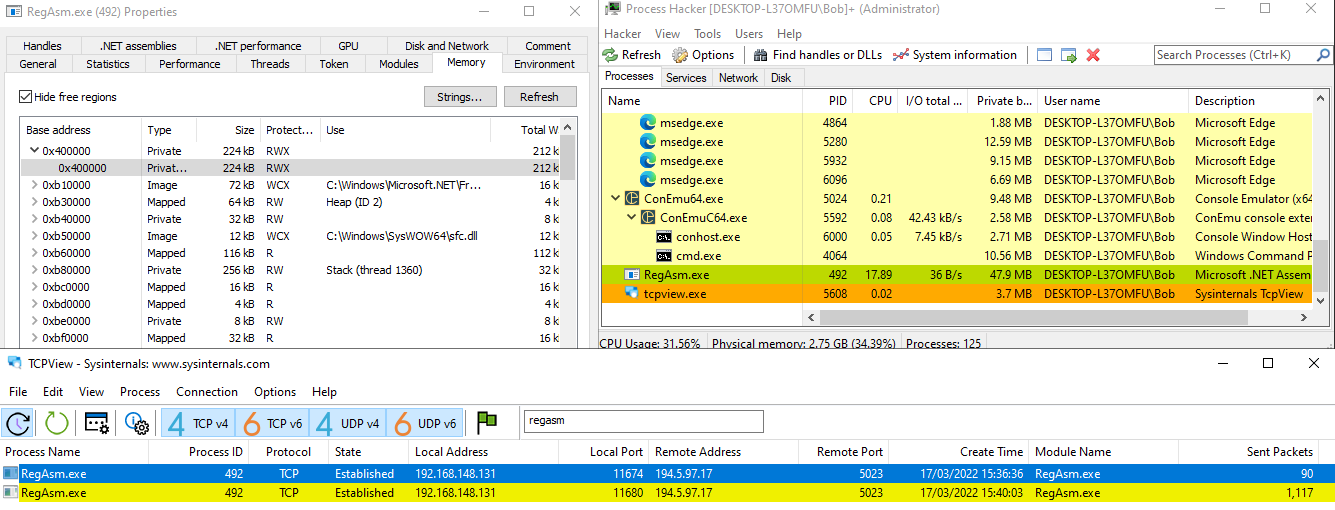 RegAsm.exe (492) Properties
Handles .NET assemblies .NET performance GPU Disk and Network Comment
General Statistics Performance Threads Token Modules Memory Environment
Hide free regions Strings... Refresh
Base address Type Size Protect... Use Total W
0x400000 Private 224 kB RWX 212 k
0x400000 Privat... 224 kB RWX 212 k
0xb10000 Image 72 kB WCX C:\Windows\Microsoft.NET\Fr... 16 k
0xb30000 Mapped 64 kB RW Heap (ID 2) 4 k
0xb40000 Private 32 kB RW 8 k
0xb50000 Image 12 kB WCX C:\Windows\SysWOW64\sfc.dll 12 k
0xb60000 Mapped 116 kB R 112 k
0xb80000 Private 256 kB RW Stack (thread 1360) 32 k
0xbc0000 Mapped 16 kB R 16 k
0xbd0000 Mapped 4 kB R 4 k
0xbe0000 Private 8 kB RW 8 k
0xbf0000 Mapped 32 kB R 16 k
Process Hacker [DESKTOP-L37OMFU\Bob]+ (Administrator)
Hacker View Tools Users Help
Refresh Options Find handles or DLLs System information Search Processes (Ctrl+K)
Processes Services Network Disk
Name PID CPU I/O total ... Private b... User name Description
msedge.exe 4864 1.88 MB DESKTOP-L37OMFU\Bob Microsoft Edge
msedge.exe 5280 12.59 MB DESKTOP-L37OMFU\Bob Microsoft Edge
msedge.exe 5932 9.15 MB DESKTOP-L37OMFU\Bob Microsoft Edge
msedge.exe 6096 6.69 MB DESKTOP-L37OMFU\Bob Microsoft Edge
ConEmu64.exe 5024 0.21 9.48 MB DESKTOP-L37OMFU\Bob Console Emulator (x64
ConEmuC64.exe 5592 0.08 42.43 kB/s 2.58 MB DESKTOP-L37OMFU\Bob ConEmu console exter
conhost.exe 6000 0.05 7.45 kB/s 2.71 MB DESKTOP-L37OMFU\Bob Console Window Host
cmd.exe 4064 10.56 MB DESKTOP-L37OMFU\Bob Windows Command P
RegAsm.exe 492 17.89 36 B/s 47.9 MB DESKTOP-L37OMFU\Bob Microsoft .NET Assem
tcpview.exe 5608 0.02 3.7 MB DESKTOP-L37OMFU\Bob Sysinternals TcpView
CPU Usage: 31.56% Physical memory: 2.75 GB (34.39%) Processes: 125
TCPView - Sysinternals: www.sysinternals.com
File Edit View Process Connection Options Help
4 TCP v4 6 TCP v6 4 UDP v4 6 UDP v6 regasm
Process Name Process ID Protocol State Local Address Local Port Remote Address Remote Port Create Time Module Name Sent Packets
RegAsm.exe 492 TCP Established 192.168.148.131 11674 194.5.97.17 5023 17/03/2022 15:36:36 RegAsm.exe 90
RegAsm.exe 492 TCP Established 192.168.148.131 11680 194.5.97.17 5023 17/03/2022 15:40:03 RegAsm.exe 1,117